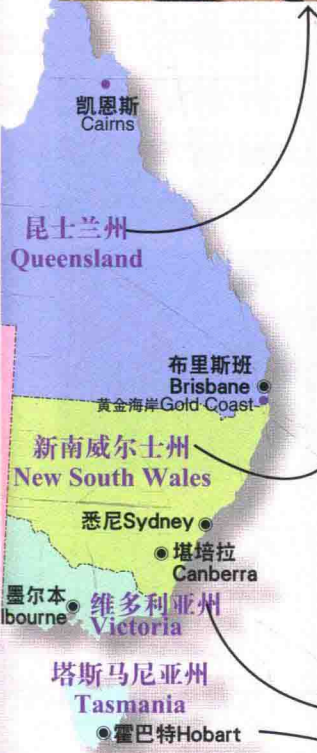 凯恩斯
Cairns
昆士兰州
Queensland
布里斯班
Brisbane
黄金海岸Gold Coast
新南威尔士州
New South Wales
悉尼Sydney
堪培拉
Canberra
墨尔本
lbourne
维多利亚州
Victoria
塔斯马尼亚州
Tasmania
霍巴特Hobart